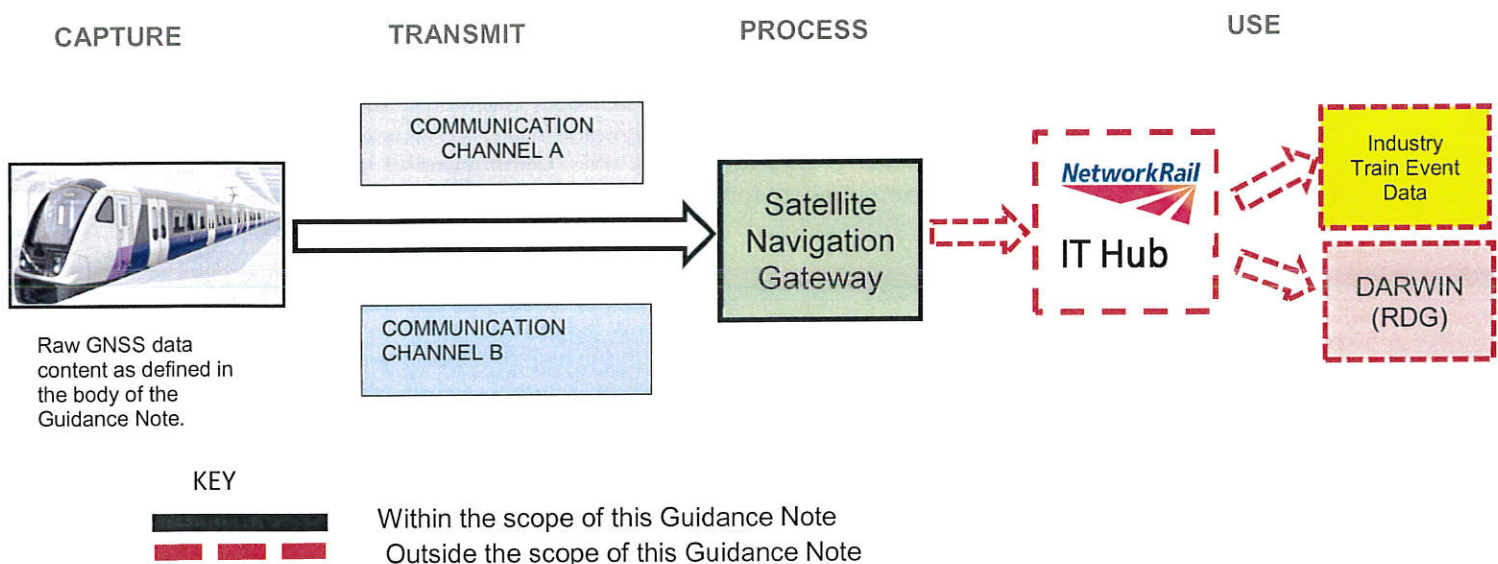 CAPTURE
TRANSMIT
PROCESS
USE
COMMUNICATION
CHANNEL A
COMMUNICATION
CHANNEL B
Raw GNSS data
content as defined in
the body of the
Guidance Note.
Satellite
Navigation
Gateway
NetworkRail
IT Hub
Industry
Train Event
Data
DARWIN
(RDG)
KEY
Within the scope of this Guidance Note
Outside the scope of this Guidance Note